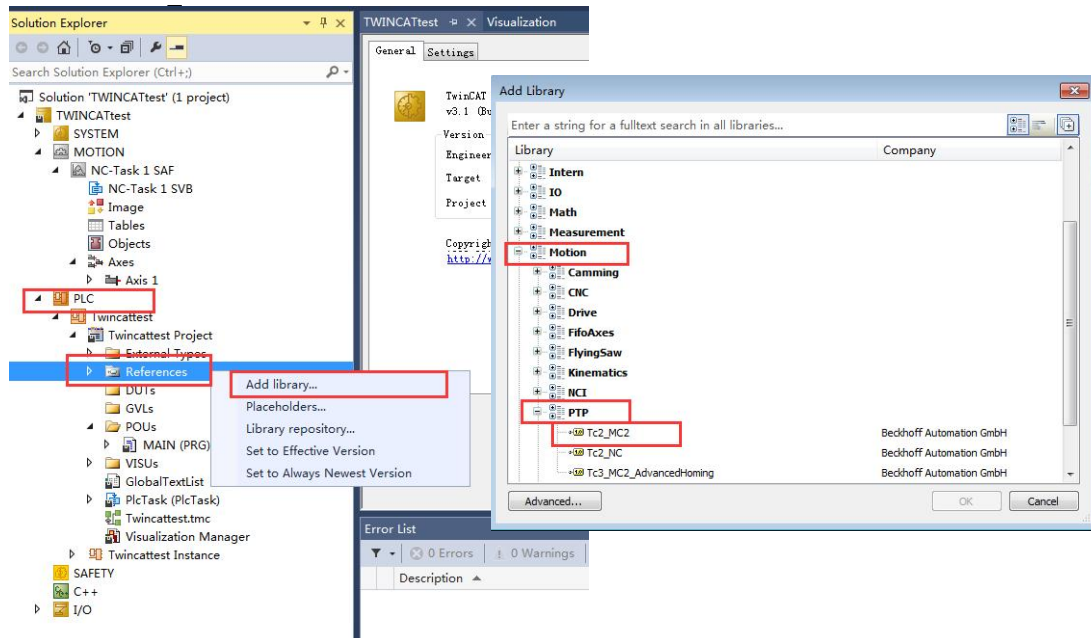 Solution Explorer
Search Solution Explorer (Ctrl+;)
Solution 'TWINCATtest' (1 project)
TWINCATtest
SYSTEM
MOTION
NC-Task 1 SAF
NC-Task 1 SVB
Image
Tables
Objects
Axes
Axis 1
PLC
Twincattest
Twincattest Project
External Types
References
DUTs
GVLs
POUs
MAIN (PRG)
VISUs
GlobalTextList
PlcTask (PlcTask)
Twincattest.tmc
Visualization Manager
Twincattest Instance
SAFETY
C++
I/O
Add library...
Placeholders...
Library repository...
Set to Effective Version
Set to Always Newest Version
TWINCATtest Visualization
General Settings
TwinCAT
v3.1 (Bu
Version
Engineer
Target
Project
Copyrigh
http://w
Error List
0 Errors 0 Warnings
Description
Add Library
Enter a string for a fulltext search in all libraries...
Library Company
Intern
IO
Math
Measurement
Motion
Camming
CNC
Drive
FifoAxes
FlyingSaw
Kinematics
NCI
PTP
Tc2_MC2 Beckhoff Automation GmbH
Tc2_NC Beckhoff Automation GmbH
Tc3_MC2_AdvancedHoming Beckhoff Automation GmbH
Advanced... OK Cancel